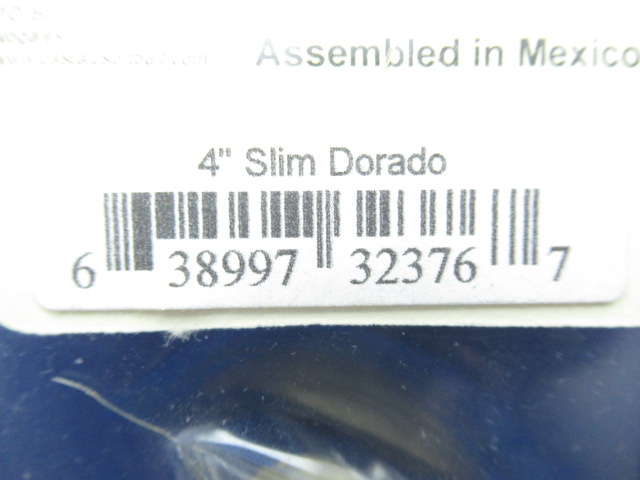 Assembled in Mexico
4" Slim Dorado
6 38997 32376 7